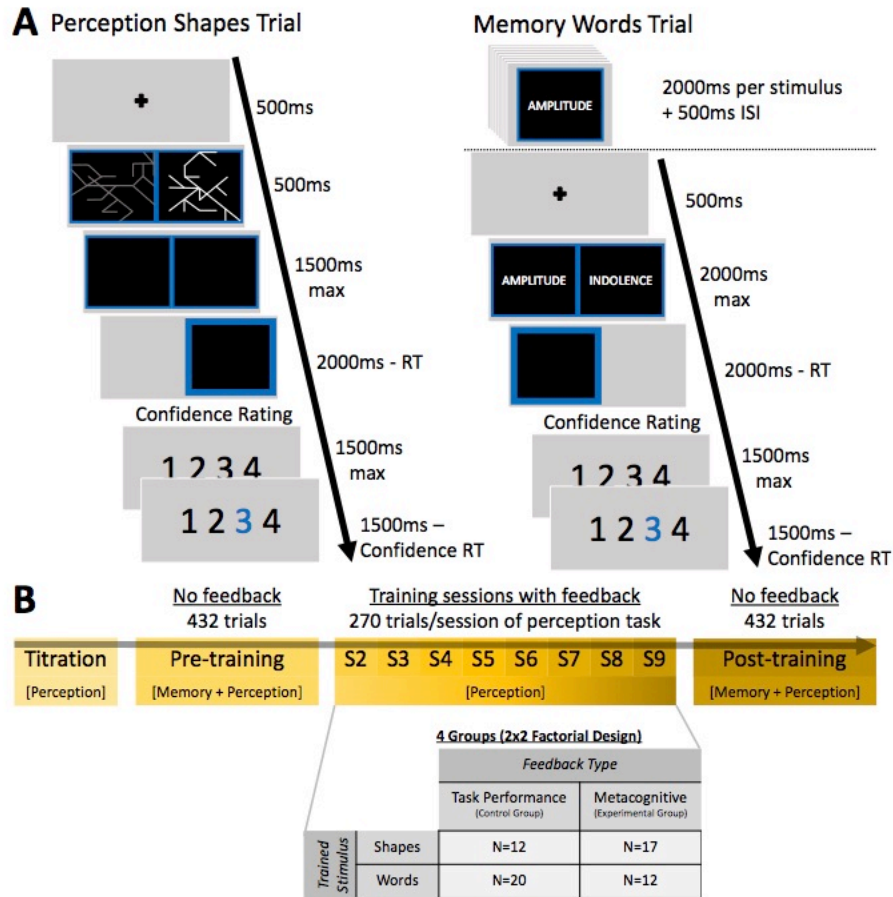 A Perception Shapes Trial
500ms
500ms
1500ms
max
2000ms - RT
Confidence Rating
1 2 3 4
1500ms
max
1 2 3 4
1500ms –
Confidence RT
Memory Words Trial
AMPLITUDE
2000ms per stimulus
+ 500ms ISI
500ms
AMPLITUDE INDOLENCE
2000ms
max
2000ms - RT
Confidence Rating
1 2 3 4
1500ms
max
1 2 3 4
1500ms –
Confidence RT
B
No feedback
432 trials
Training sessions with feedback
270 trials/session of perception task
No feedback
432 trials
Titration Pre-training S2 S3 S4 S5 S6 S7 S8 S9 Post-training
[Perception] [Memory + Perception] [Perception] [Memory + Perception]
4 Groups (2x2 Factorial Design)
Feedback Type
Task Performance Metacognitive
(Control Group) (Experimental Group)
Trained
Stimulus
Shapes N=12 N=17
Words N=20 N=12